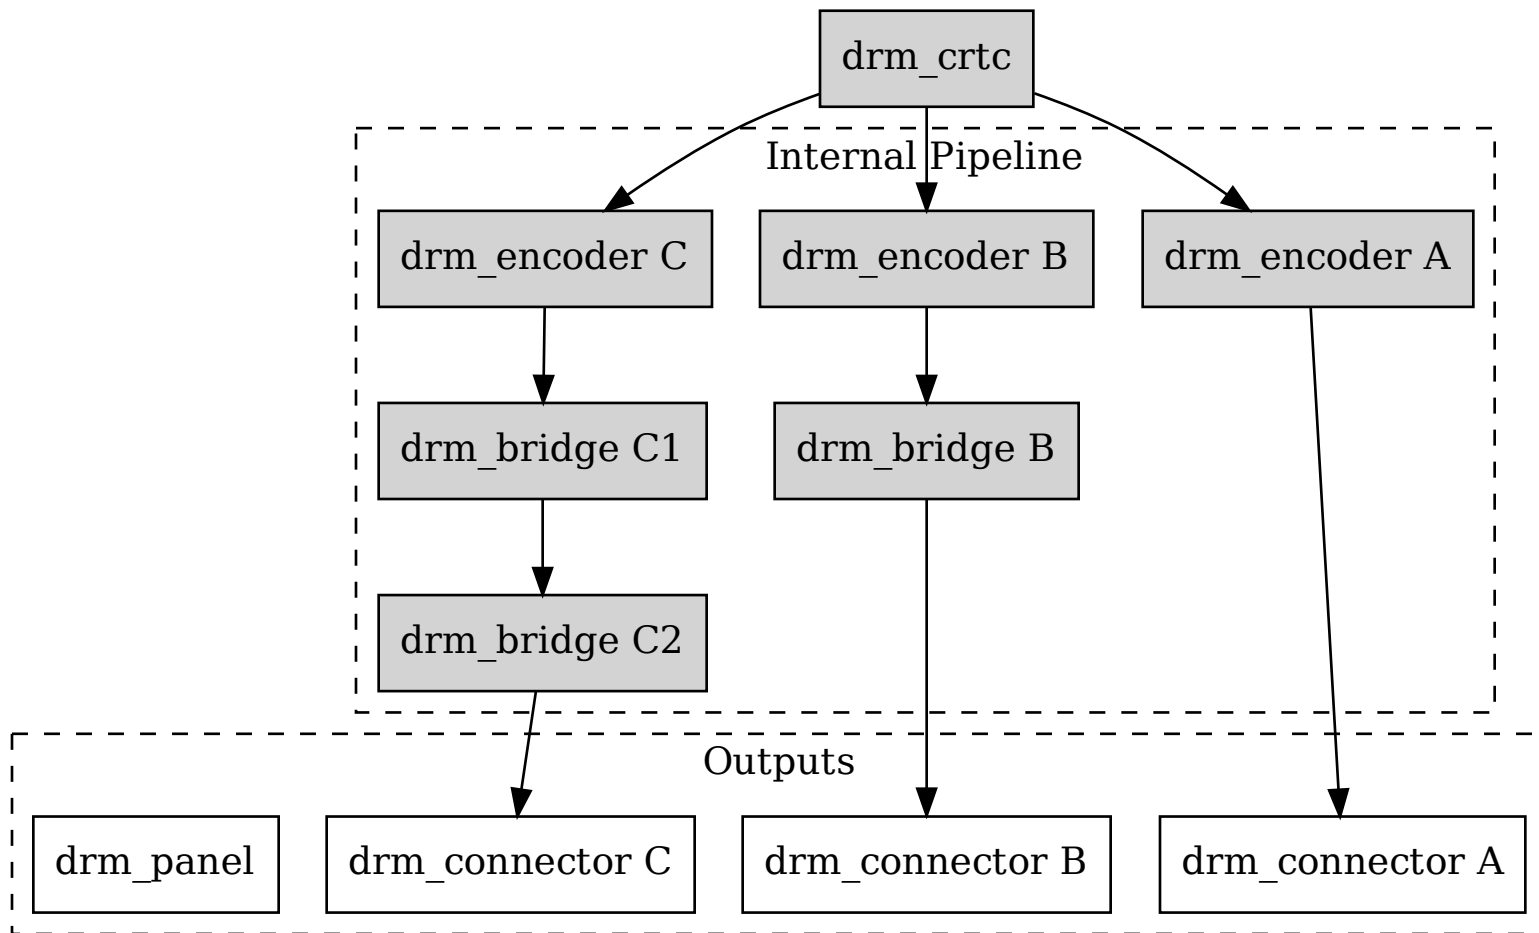 drm_crtc
Internal Pipeline
drm_encoder C
drm_encoder B
drm_encoder A
drm_bridge C1
drm_bridge B
drm_bridge C2
Outputs
drm_panel
drm_connector C
drm_connector B
drm_connector A